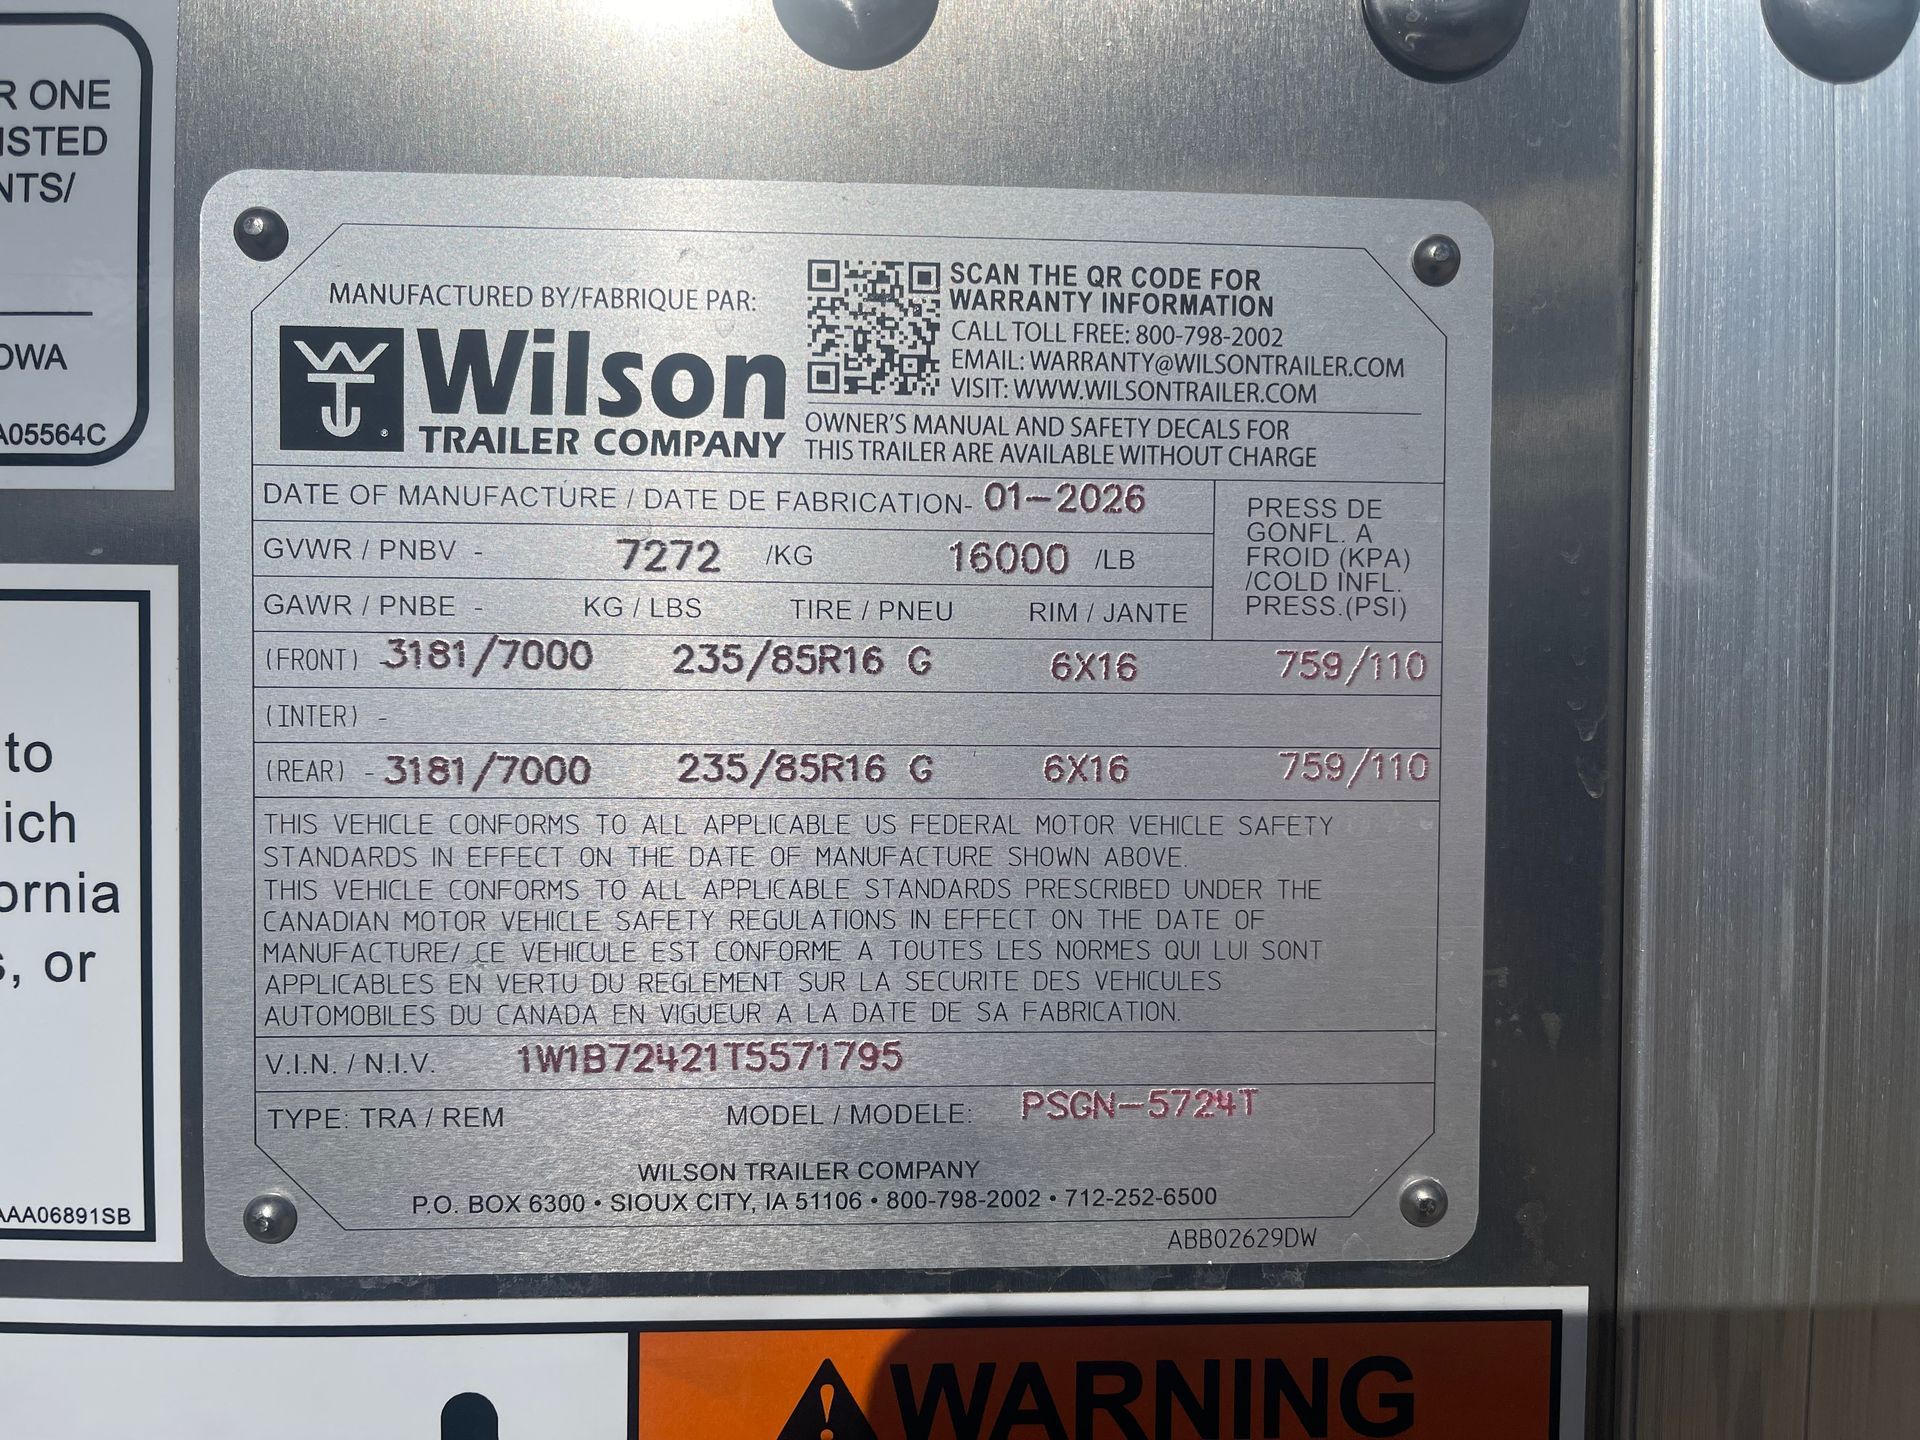 R ONE
ISTED
NTS/
OWA
A05564C
to
ich
ornia
s, or
AAA06891SB
MANUFACTURED BY/FABRIQUE PAR:
Wilson
TRAILER COMPANY
®
SCAN THE QR CODE FOR
WARRANTY INFORMATION
CALL TOLL FREE: 800-798-2002
EMAIL: WARRANTY@WILSONTRAILER.COM
VISIT: WWW.WILSONTRAILER.COM
OWNER'S MANUAL AND SAFETY DECALS FOR
THIS TRAILER ARE AVAILABLE WITHOUT CHARGE
DATE OF MANUFACTURE / DATE DE FABRICATION- 01-2026
GVWR / PNBV - 7272 /KG 16000 /LB
GAWR / PNBE - KG / LBS TIRE / PNEU RIM / JANTE
PRESS DE
GONFL. A
FROID (KPA)
/COLD INFL.
PRESS.(PSI)
(FRONT) - 3181/7000 235/85R16 G 6X16 759/110
(INTER) -
(REAR) - 3181/7000 235/85R16 G 6X16 759/110
THIS VEHICLE CONFORMS TO ALL APPLICABLE US FEDERAL MOTOR VEHICLE SAFETY
STANDARDS IN EFFECT ON THE DATE OF MANUFACTURE SHOWN ABOVE.
THIS VEHICLE CONFORMS TO ALL APPLICABLE STANDARDS PRESCRIBED UNDER THE
CANADIAN MOTOR VEHICLE SAFETY REGULATIONS IN EFFECT ON THE DATE OF
MANUFACTURE/ CE VEHICULE EST CONFORME A TOUTES LES NORMES QUI LUI SONT
APPLICABLES EN VERTU DU REGLEMENT SUR LA SECURITE DES VEHICULES
AUTOMOBILES DU CANADA EN VIGUEUR A LA DATE DE SA FABRICATION.
V.I.N. / N.I.V. 1W1B72421T5571795
TYPE: TRA / REM MODEL / MODELE: PSGN-5724T
WILSON TRAILER COMPANY
P.O. BOX 6300 • SIOUX CITY, IA 51106 • 800-798-2002 • 712-252-6500
ABB02629DW
WARNING